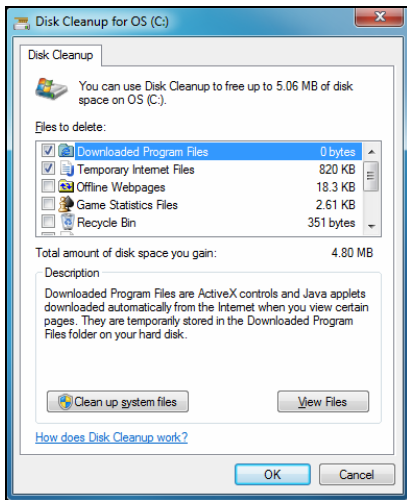 Disk Cleanup for OS (C:)
Disk Cleanup
You can use Disk Cleanup to free up to 5.06 MB of disk
space on OS (C:).
Files to delete:
Downloaded Program Files 0 bytes
Temporary Internet Files 820 KB
Offline Webpages 18.3 KB
Game Statistics Files 2.61 KB
Recycle Bin 351 bytes
Total amount of disk space you gain: 4.80 MB
Description
Downloaded Program Files are ActiveX controls and Java applets
downloaded automatically from the Internet when you view certain
pages. They are temporarily stored in the Downloaded Program
Files folder on your hard disk.
Clean up system files View Files
How does Disk Cleanup work?
OK Cancel